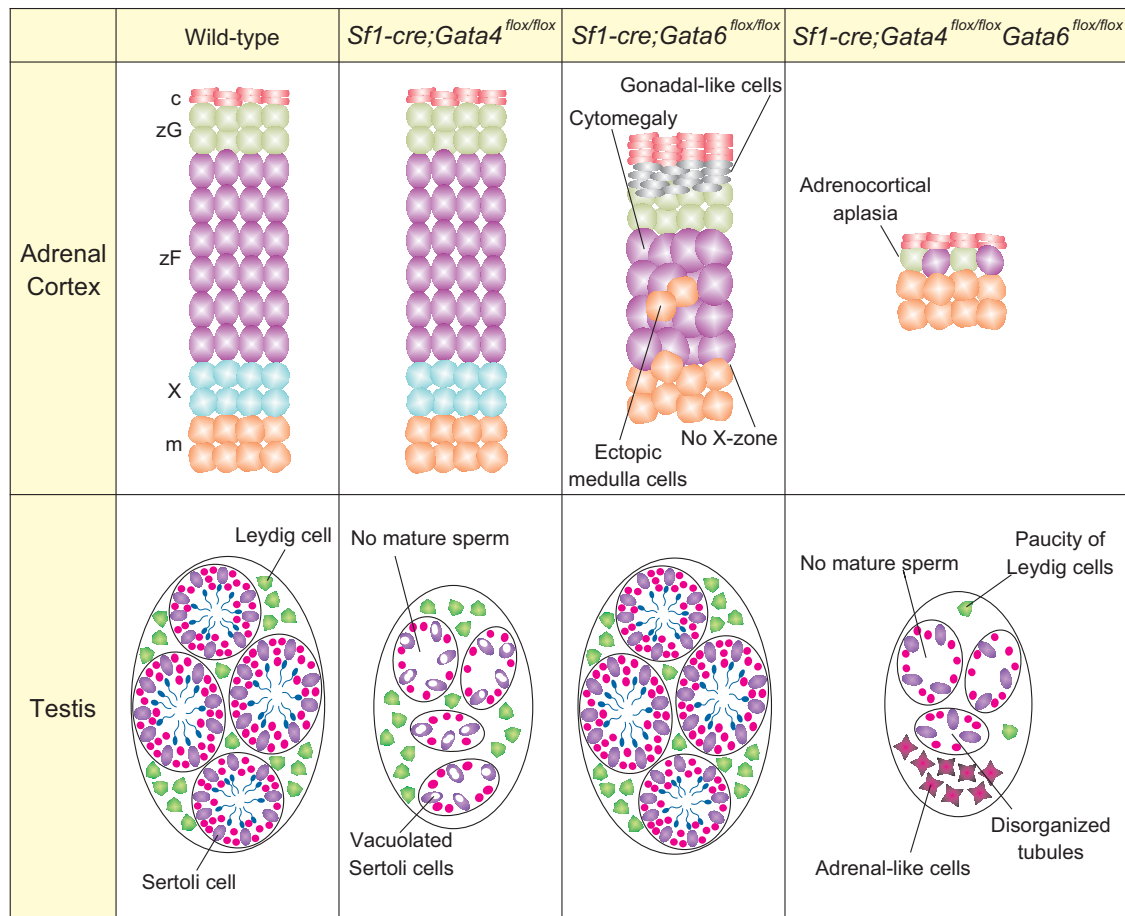 Wild-type
Sf1-cre;Gata4flox/flox
Sf1-cre;Gata6flox/flox
Sf1-cre;Gata4flox/floxGata6flox/flox
Adrenal
Cortex
c
zG
zF
X
m
Gonadal-like cells
Cytomegaly
Ectopic
medulla cells
No X-zone
Adrenocortical
aplasia
Testis
Leydig cell
Sertoli cell
No mature sperm
Vacuolated
Sertoli cells
Paucity of
Leydig cells
No mature sperm
Adrenal-like cells
Disorganized
tubules